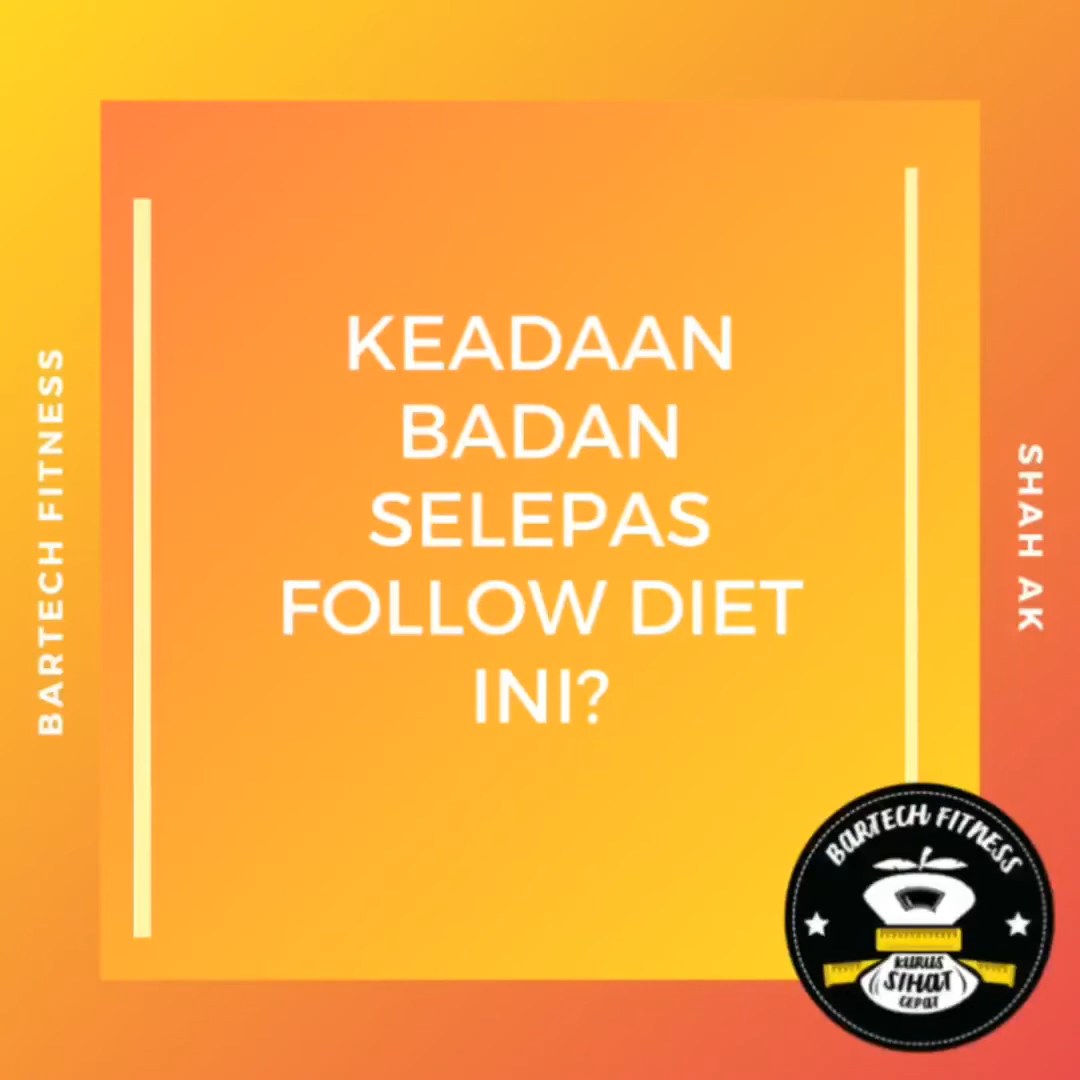 KEADAAN
BADAN
SELEPAS
FOLLOW DIET
INI?
BARTECH FITNESS
SHAH AK
BARTECH FITNESS
KURUS
SIHAT
CEPAT